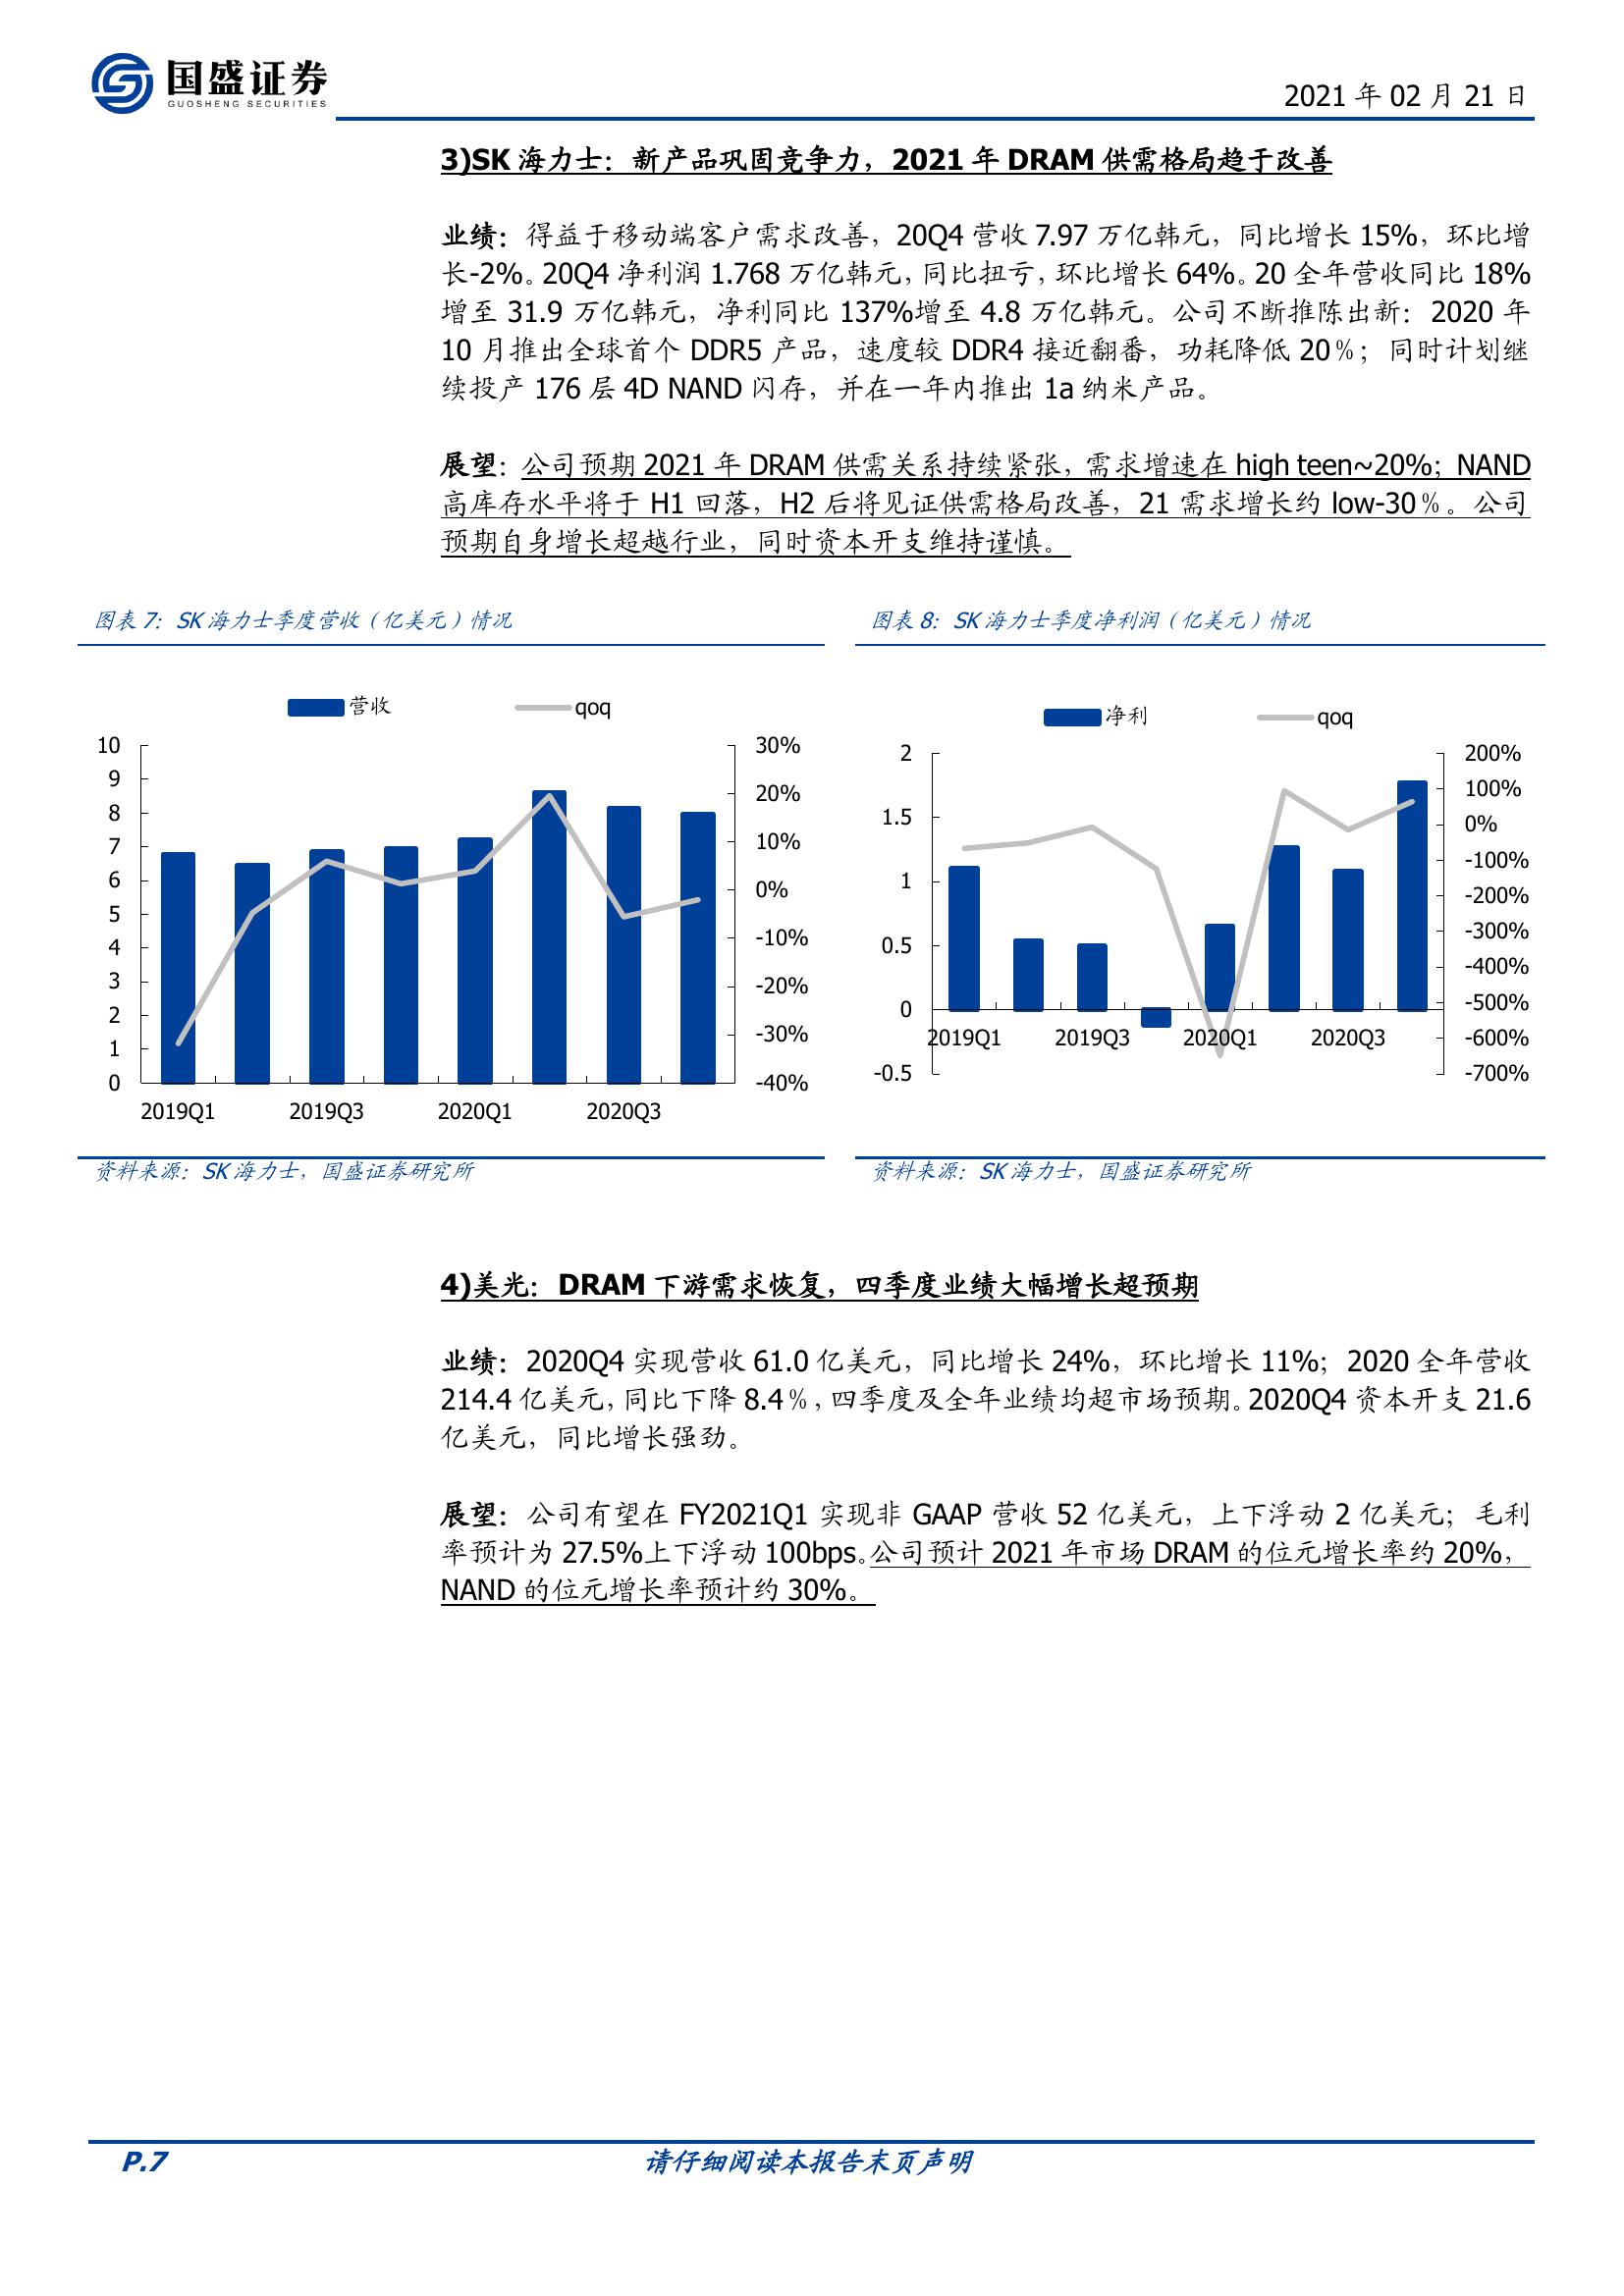 国盛证券
GUOSHENG SECURITIES
2021 年 02 月 21 日
3)SK 海力士：新产品巩固竞争力，2021 年 DRAM 供需格局趋于改善
业绩：得益于移动端客户需求改善，20Q4 营收 7.97 万亿韩元，同比增长 15%，环比增
长-2%。20Q4 净利润 1.768 万亿韩元，同比扭亏，环比增长 64%。20 全年营收同比 18%
增至 31.9 万亿韩元，净利同比 137%增至 4.8 万亿韩元。公司不断推陈出新：2020 年
10 月推出全球首个 DDR5 产品，速度较 DDR4 接近翻番，功耗降低 20％；同时计划继
续投产 176 层 4D NAND 闪存，并在一年内推出 1a 纳米产品。
展望：公司预期 2021 年 DRAM 供需关系持续紧张，需求增速在 high teen~20%；NAND
高库存水平将于 H1 回落，H2 后将见证供需格局改善，21 需求增长约 low-30％。公司
预期自身增长超越行业，同时资本开支维持谨慎。
图表 7：SK 海力士季度营收（亿美元）情况
营收 qoq
10
9
8
7
6
5
4
3
2
1
0
30%
20%
10%
0%
-10%
-20%
-30%
-40%
2019Q1 2019Q3 2020Q1 2020Q3
资料来源：SK 海力士，国盛证券研究所
图表 8：SK 海力士季度净利润（亿美元）情况
净利 qoq
2
1.5
1
0.5
0
-0.5
200%
100%
0%
-100%
-200%
-300%
-400%
-500%
-600%
-700%
2019Q1 2019Q3 2020Q1 2020Q3
资料来源：SK 海力士，国盛证券研究所
4)美光：DRAM 下游需求恢复，四季度业绩大幅增长超预期
业绩：2020Q4 实现营收 61.0 亿美元，同比增长 24%，环比增长 11%；2020 全年营收
214.4 亿美元，同比下降 8.4％，四季度及全年业绩均超市场预期。2020Q4 资本开支 21.6
亿美元，同比增长强劲。
展望：公司有望在 FY2021Q1 实现非 GAAP 营收 52 亿美元，上下浮动 2 亿美元；毛利
率预计为 27.5%上下浮动 100bps。公司预计 2021 年市场 DRAM 的位元增长率约 20%，
NAND 的位元增长率预计约 30%。
P.7
请仔细阅读本报告末页声明